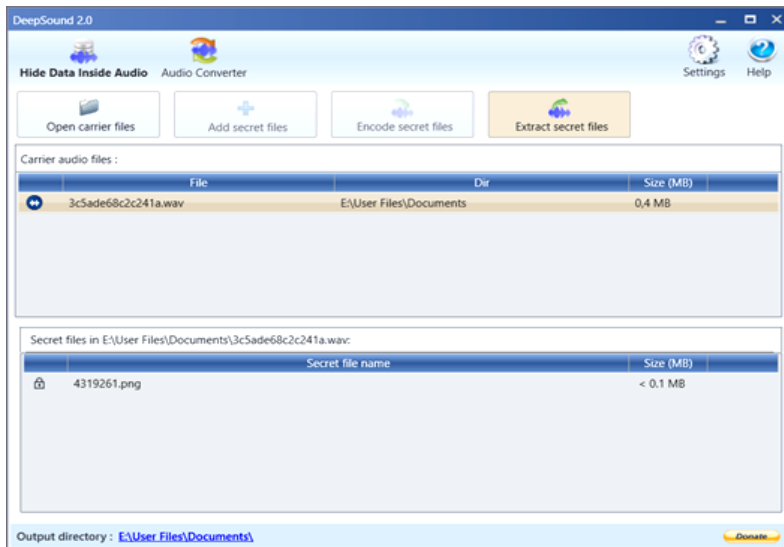 DeepSound 2.0
Hide Data Inside Audio Audio Converter Settings Help
Open carrier files Add secret files Encode secret files Extract secret files
Carrier audio files :
File Dir Size (MB)
3c5ade68c2c241a.wav E:\User Files\Documents 0,4 MB
Secret files in E:\User Files\Documents\3c5ade68c2c241a.wav:
Secret file name Size (MB)
4319261.png < 0.1 MB
Output directory : E:\User Files\Documents\ Donate